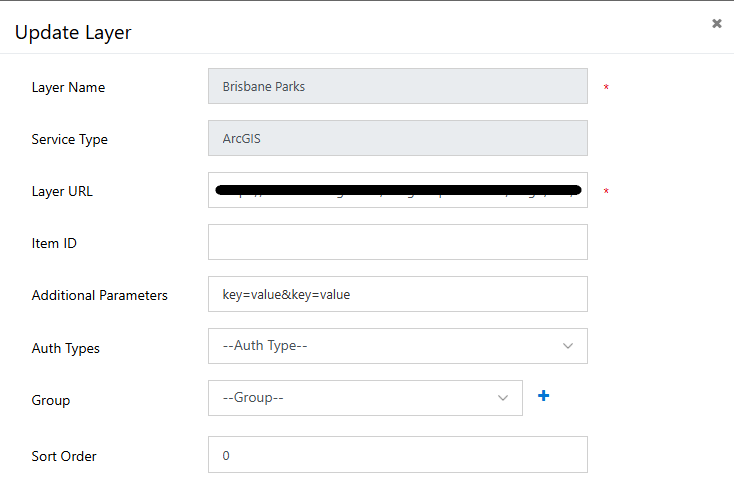 Update Layer
Layer Name
Brisbane Parks
*
Service Type
ArcGIS
Layer URL
*
Item ID
Additional Parameters
key=value&key=value
Auth Types
--Auth Type--
Group
--Group--
Sort Order
0